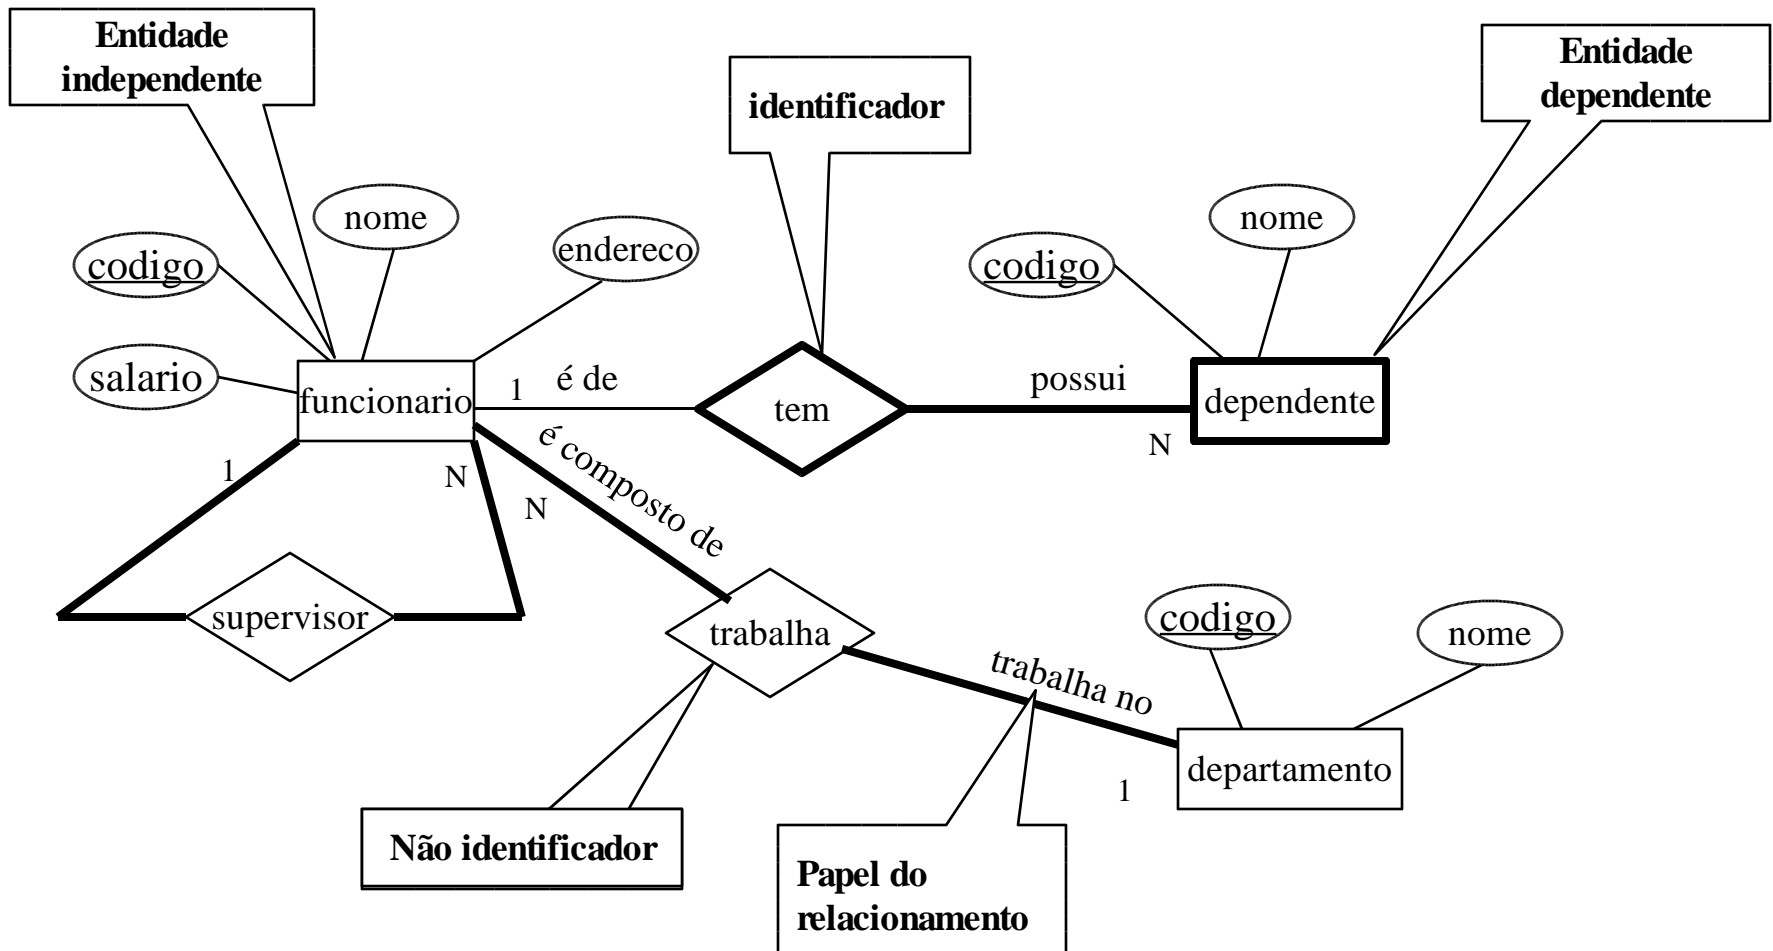 Entidade
independente
identificador
Entidade
dependente
nome
endereco
codigo
salario
nome
codigo
funcionario
1
é de
tem
possui
N
dependente
1
N
N
é composto de
supervisor
trabalha
trabalha no
codigo
nome
1
departamento
Não identificador
Papel do
relacionamento